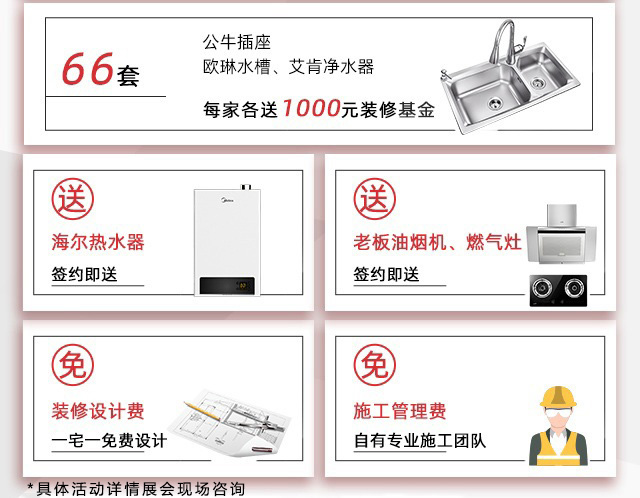 66套
公牛插座
欧琳水槽、艾肯净水器
每家各送1000元装修基金
送
海尔热水器
签约即送
Midea
送
老板油烟机、燃气灶
签约即送
免
装修设计费
一宅一免费设计
免
施工管理费
自有专业施工团队
*具体活动详情展会现场咨询